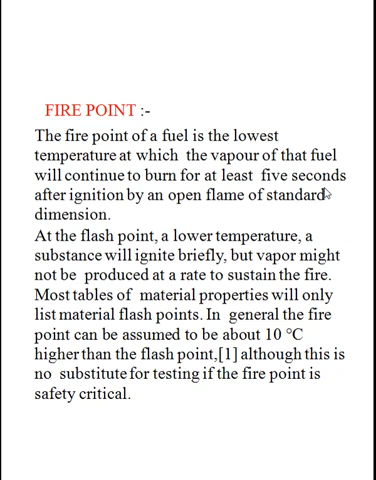 FIRE POINT :-
The fire point of a fuel is the lowest
temperature at which the vapour of that fuel
will continue to burn for at least five seconds
after ignition by an open flame of standard
dimension.
At the flash point, a lower temperature, a
substance will ignite briefly, but vapor might
not be produced at a rate to sustain the fire.
Most tables of material properties will only
list material flash points. In general the fire
point can be assumed to be about 10 °C
higher than the flash point,[1] although this is
no substitute for testing if the fire point is
safety critical.